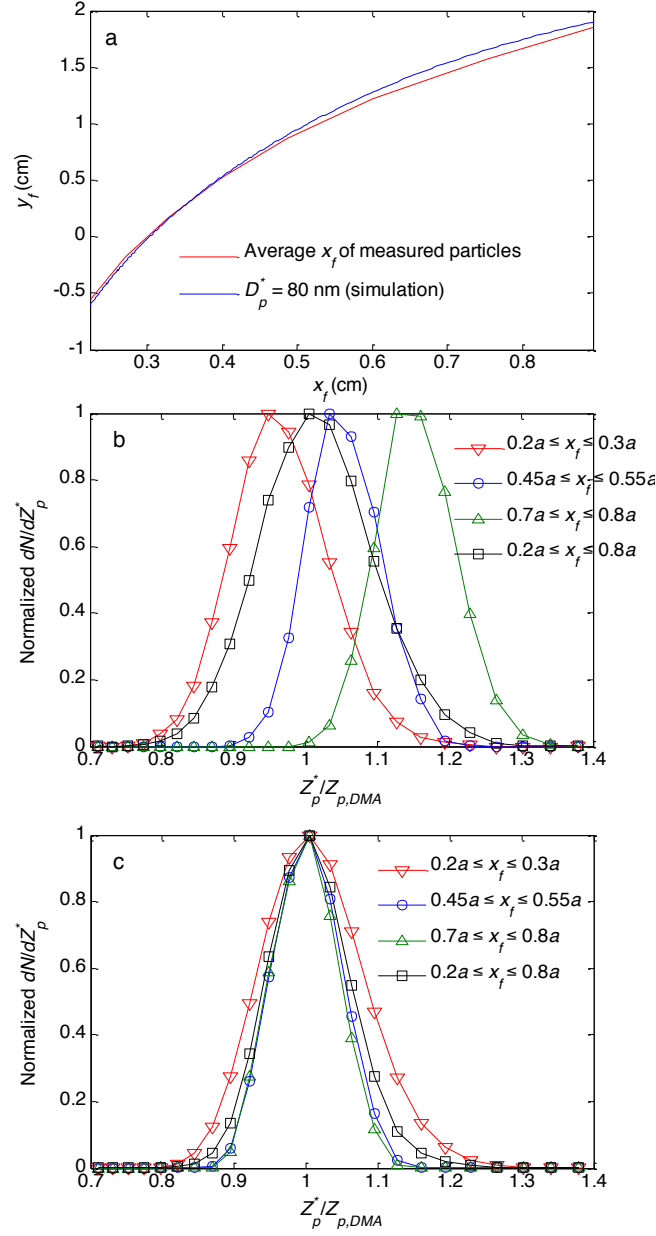 a
2
1.5
1
0.5
0
-0.5
-1
y_f (cm)
Average x_f of measured particles
D_p^* = 80 nm (simulation)
0.3 0.4 0.5 0.6 0.7 0.8
x_f (cm)
b
1
0.8
0.6
0.4
0.2
0
Normalized dN/dZ_p^*
0.2a ≤ x_f ≤ 0.3a
0.45a ≤ x_f ≤ 0.55a
0.7a ≤ x_f ≤ 0.8a
0.2a ≤ x_f ≤ 0.8a
0.7 0.8 0.9 1 1.1 1.2 1.3 1.4
Z_p^*/Z_p,DMA
c
1
0.8
0.6
0.4
0.2
0
Normalized dN/dZ_p^*
0.2a ≤ x_f ≤ 0.3a
0.45a ≤ x_f ≤ 0.55a
0.7a ≤ x_f ≤ 0.8a
0.2a ≤ x_f ≤ 0.8a
0.7 0.8 0.9 1 1.1 1.2 1.3 1.4
Z_p^*/Z_p,DMA